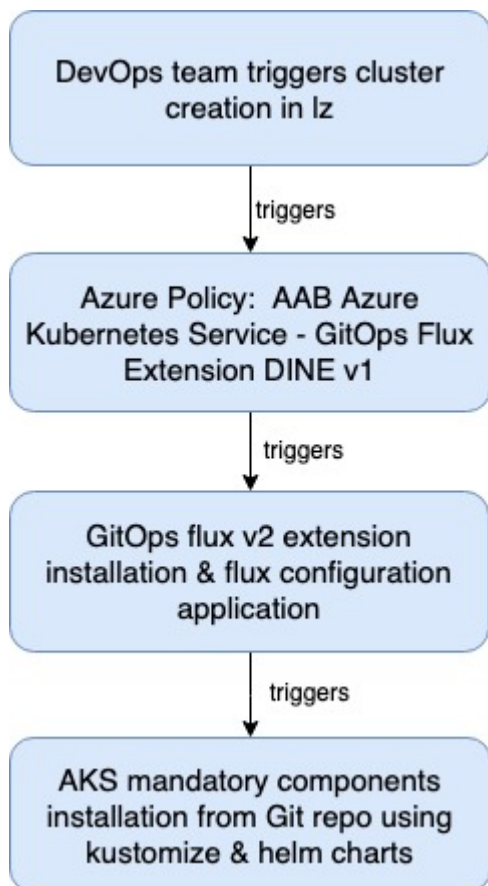 DevOps team triggers cluster
creation in lz
triggers
Azure Policy:  AAB Azure
Kubernetes Service - GitOps Flux
Extension DINE v1
triggers
GitOps flux v2 extension
installation & flux configuration
application
triggers
AKS mandatory components
installation from Git repo using
kustomize & helm charts